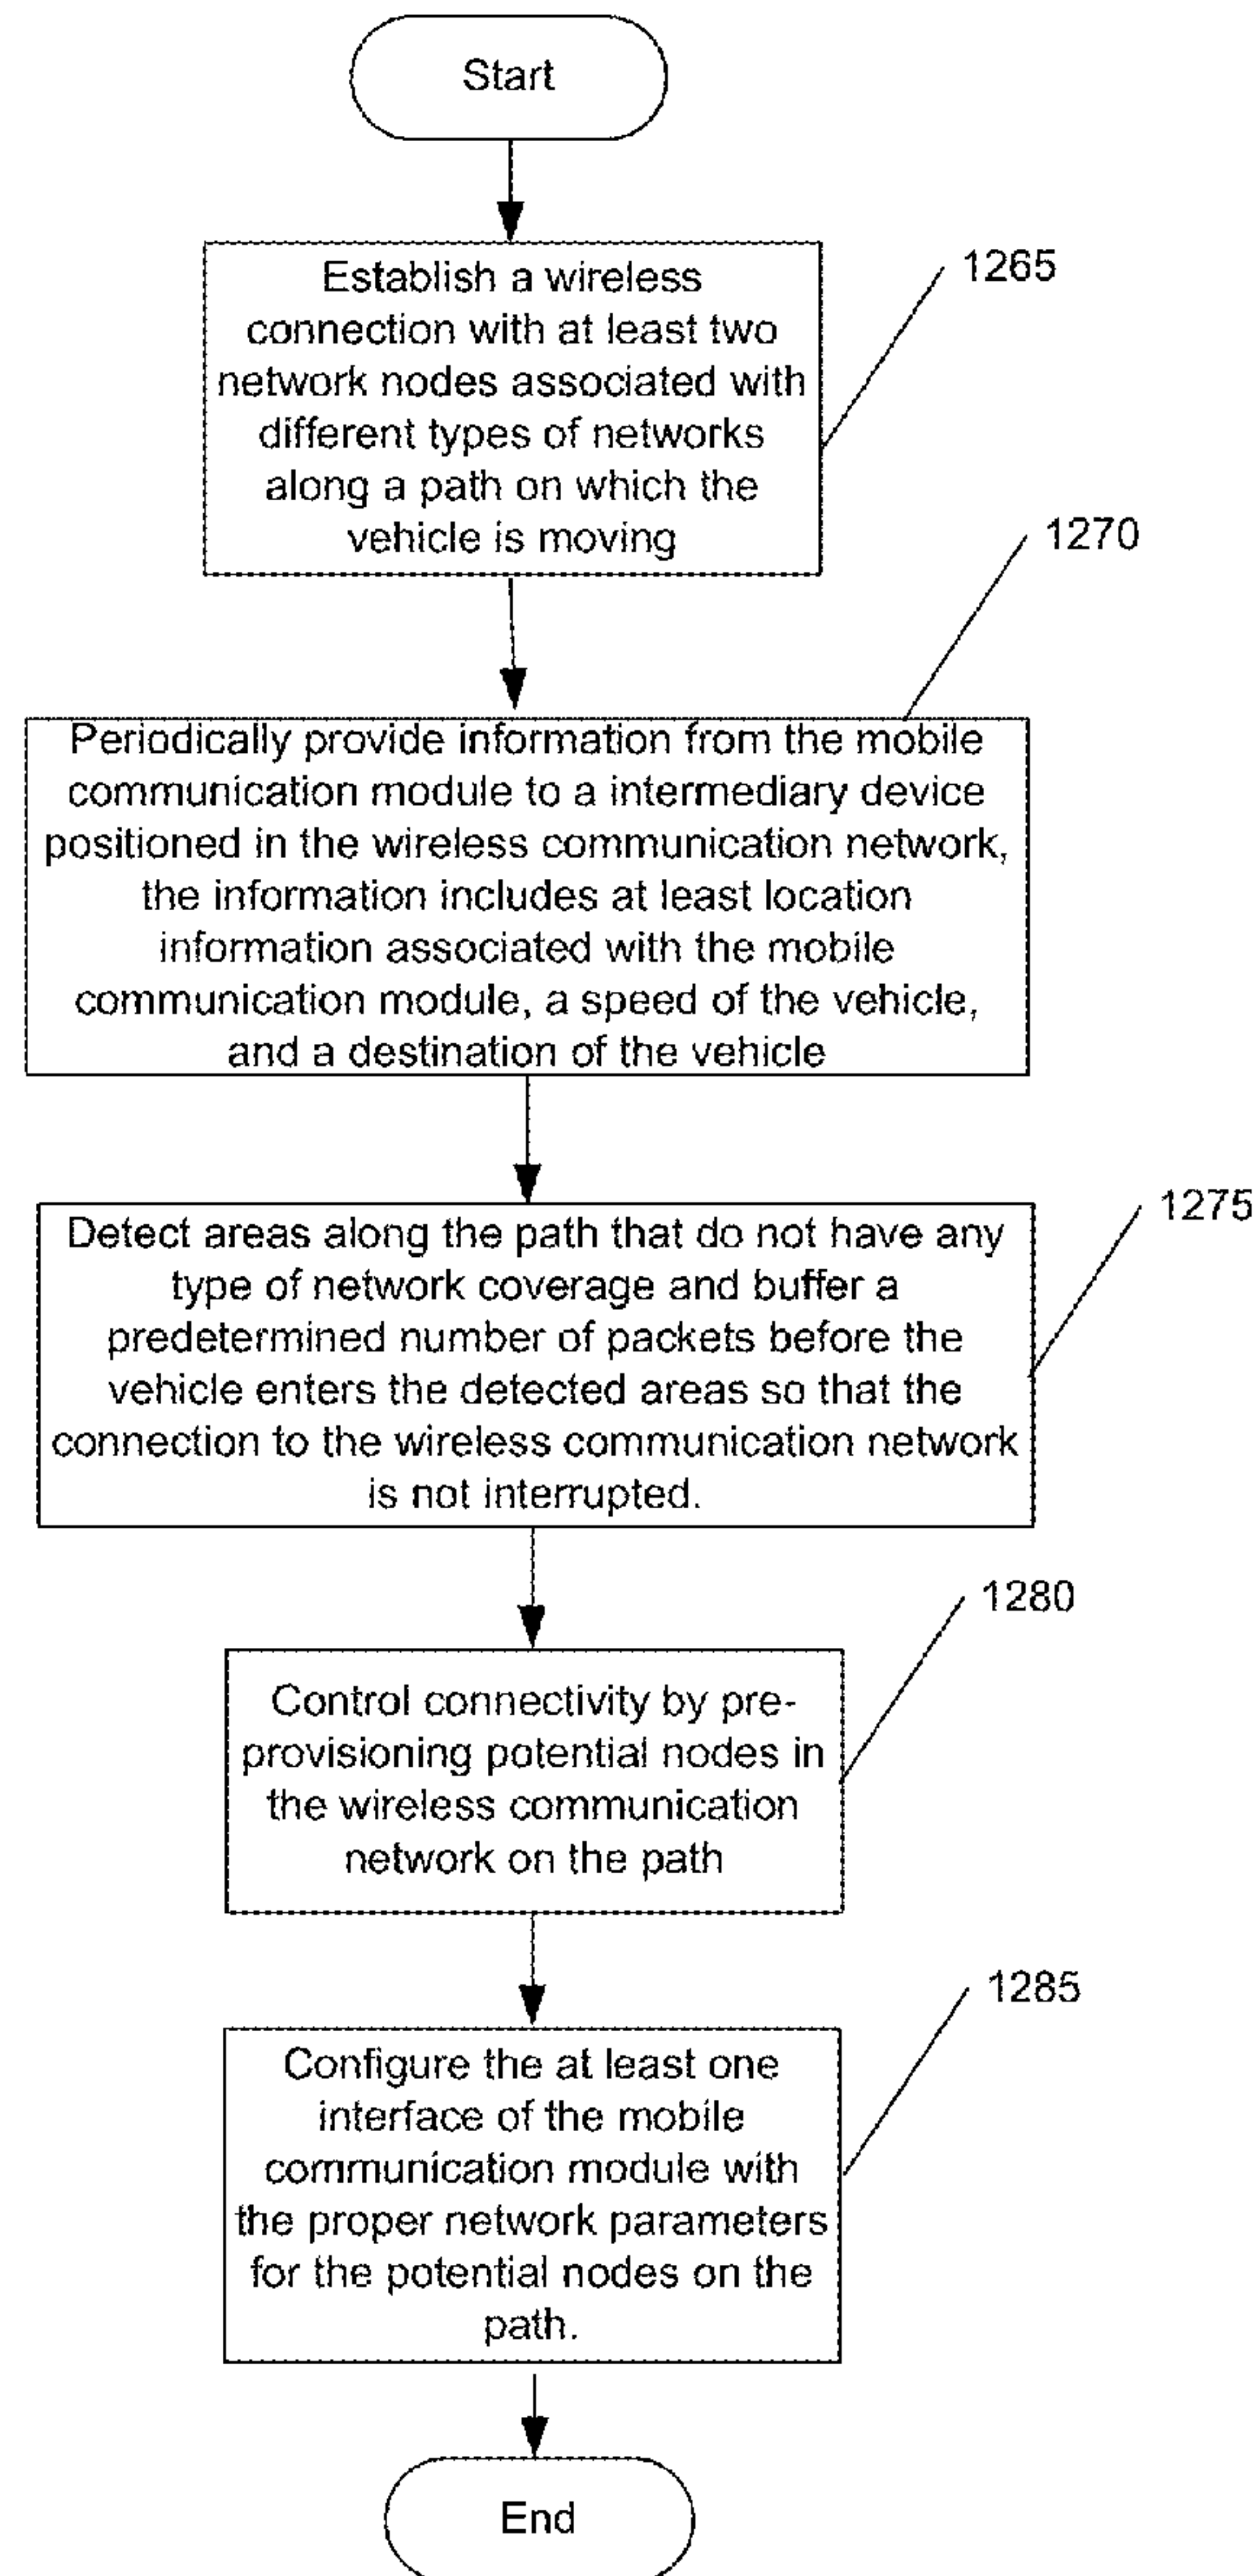 Start
Establish a wireless
connection with at least two
network nodes associated with
different types of networks
along a path on which the
vehicle is moving
1265
Periodically provide information from the mobile
communication module to a intermediary device
positioned in the wireless communication network,
the information includes at least location
information associated with the mobile
communication module, a speed of the vehicle,
and a destination of the vehicle
1270
Detect areas along the path that do not have any
type of network coverage and buffer a
predetermined number of packets before the
vehicle enters the detected areas so that the
connection to the wireless communication network
is not interrupted.
1275
Control connectivity by pre-
provisioning potential nodes in
the wireless communication
network on the path
1280
Configure the at least one
interface of the mobile
communication module with
the proper network parameters
for the potential nodes on the
path.
1285
End